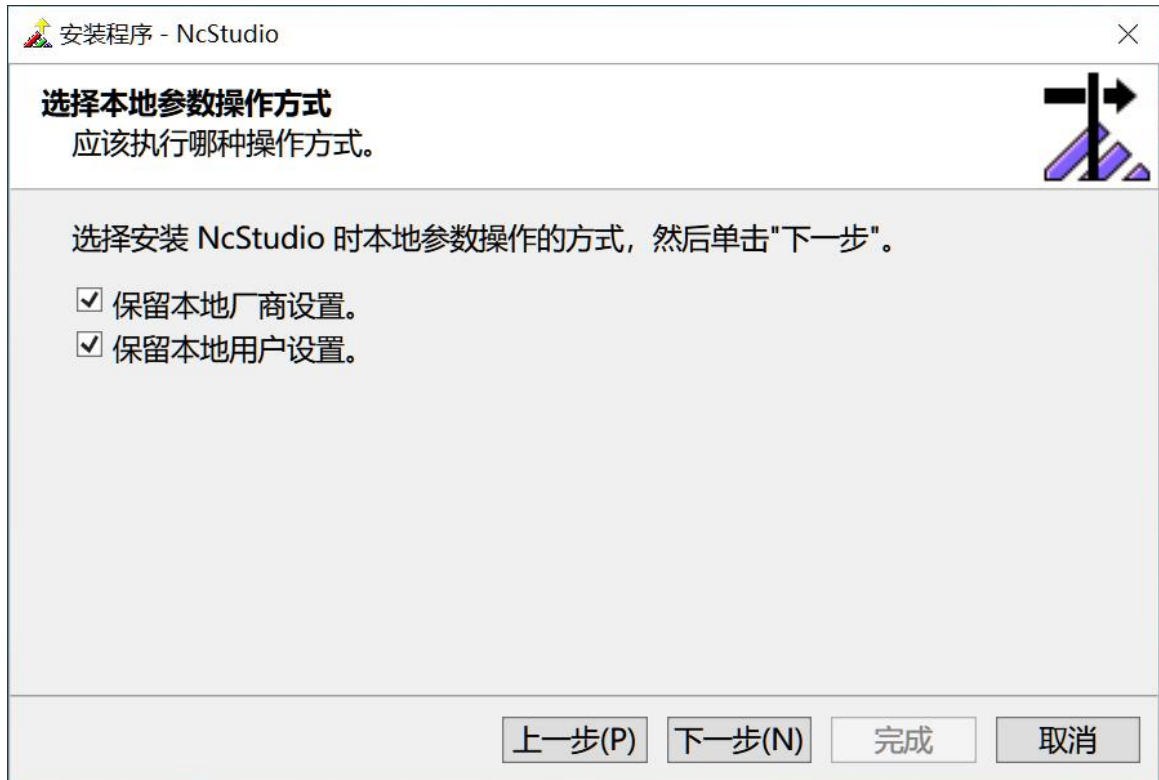 安装程序 - NcStudio
选择本地参数操作方式
应该执行哪种操作方式。
选择安装 NcStudio 时本地参数操作的方式，然后单击"下一步"。
保留本地厂商设置。
保留本地用户设置。
上一步(P) 下一步(N) 完成 取消